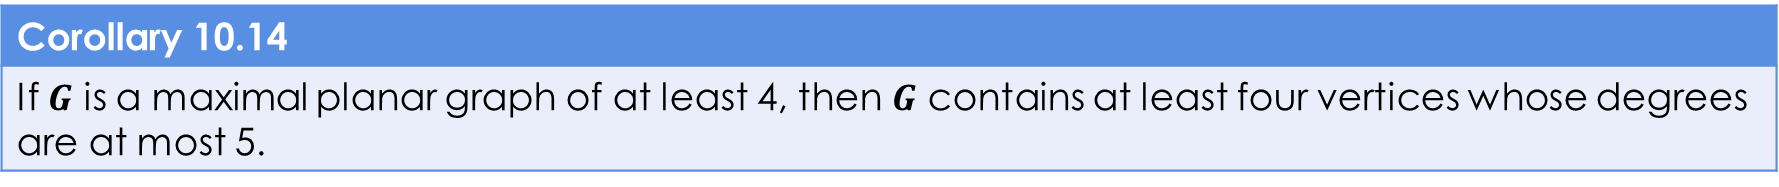 Corollary 10.14
If G is a maximal planar graph of at least 4, then G contains at least four vertices whose degrees
are at most 5.